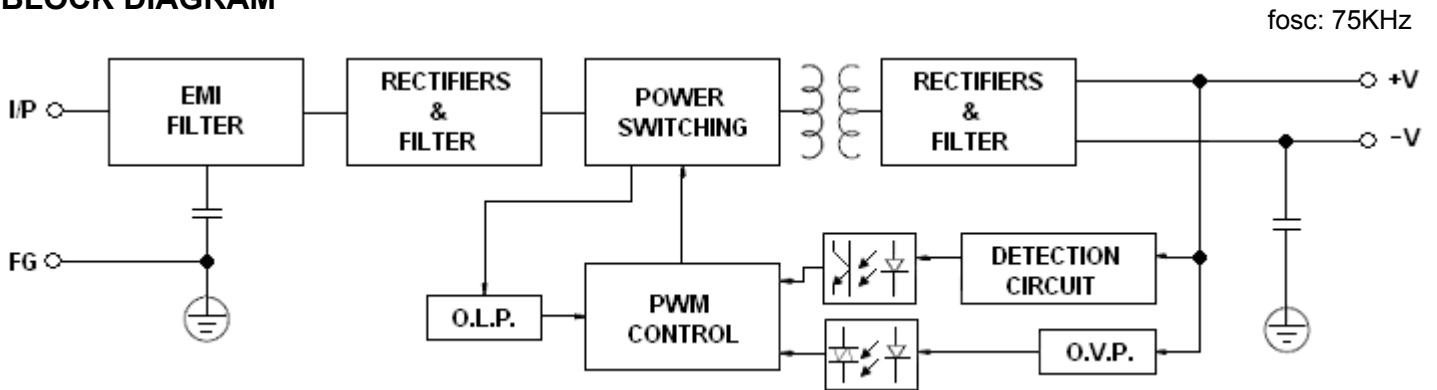 BLOCK DIAGRAM
fosc: 75KHz
I/P
EMI
FILTER
RECTIFIERS
&
FILTER
POWER
SWITCHING
RECTIFIERS
&
FILTER
+V
-V
FG
O.L.P.
PWM
CONTROL
DETECTION
CIRCUIT
O.V.P.